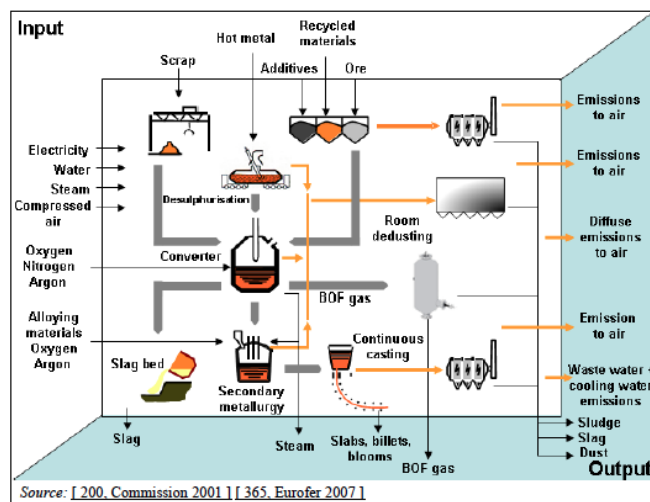 Input
Recycled
materials
Hot metal
Scrap
Additives
Ore
Emissions
to air
Electricity
Water
Steam
Compressed
air
Desulphurisation
Emissions
to air
Room
dedusting
Diffuse
emissions
to air
Oxygen
Nitrogen
Argon
Converter
BOF gas
Alloying
materials
Oxygen
Argon
Continuous
casting
Emission
to air
Slag bed
Secondary
metallurgy
Waste water +
cooling water
emissions
Slag
Steam
Slabs, billets,
blooms
BOF gas
Sludge
Slag
Dust
Output
Source: [ 200, Commission 2001 ] [ 365, Eurofer 2007 ]